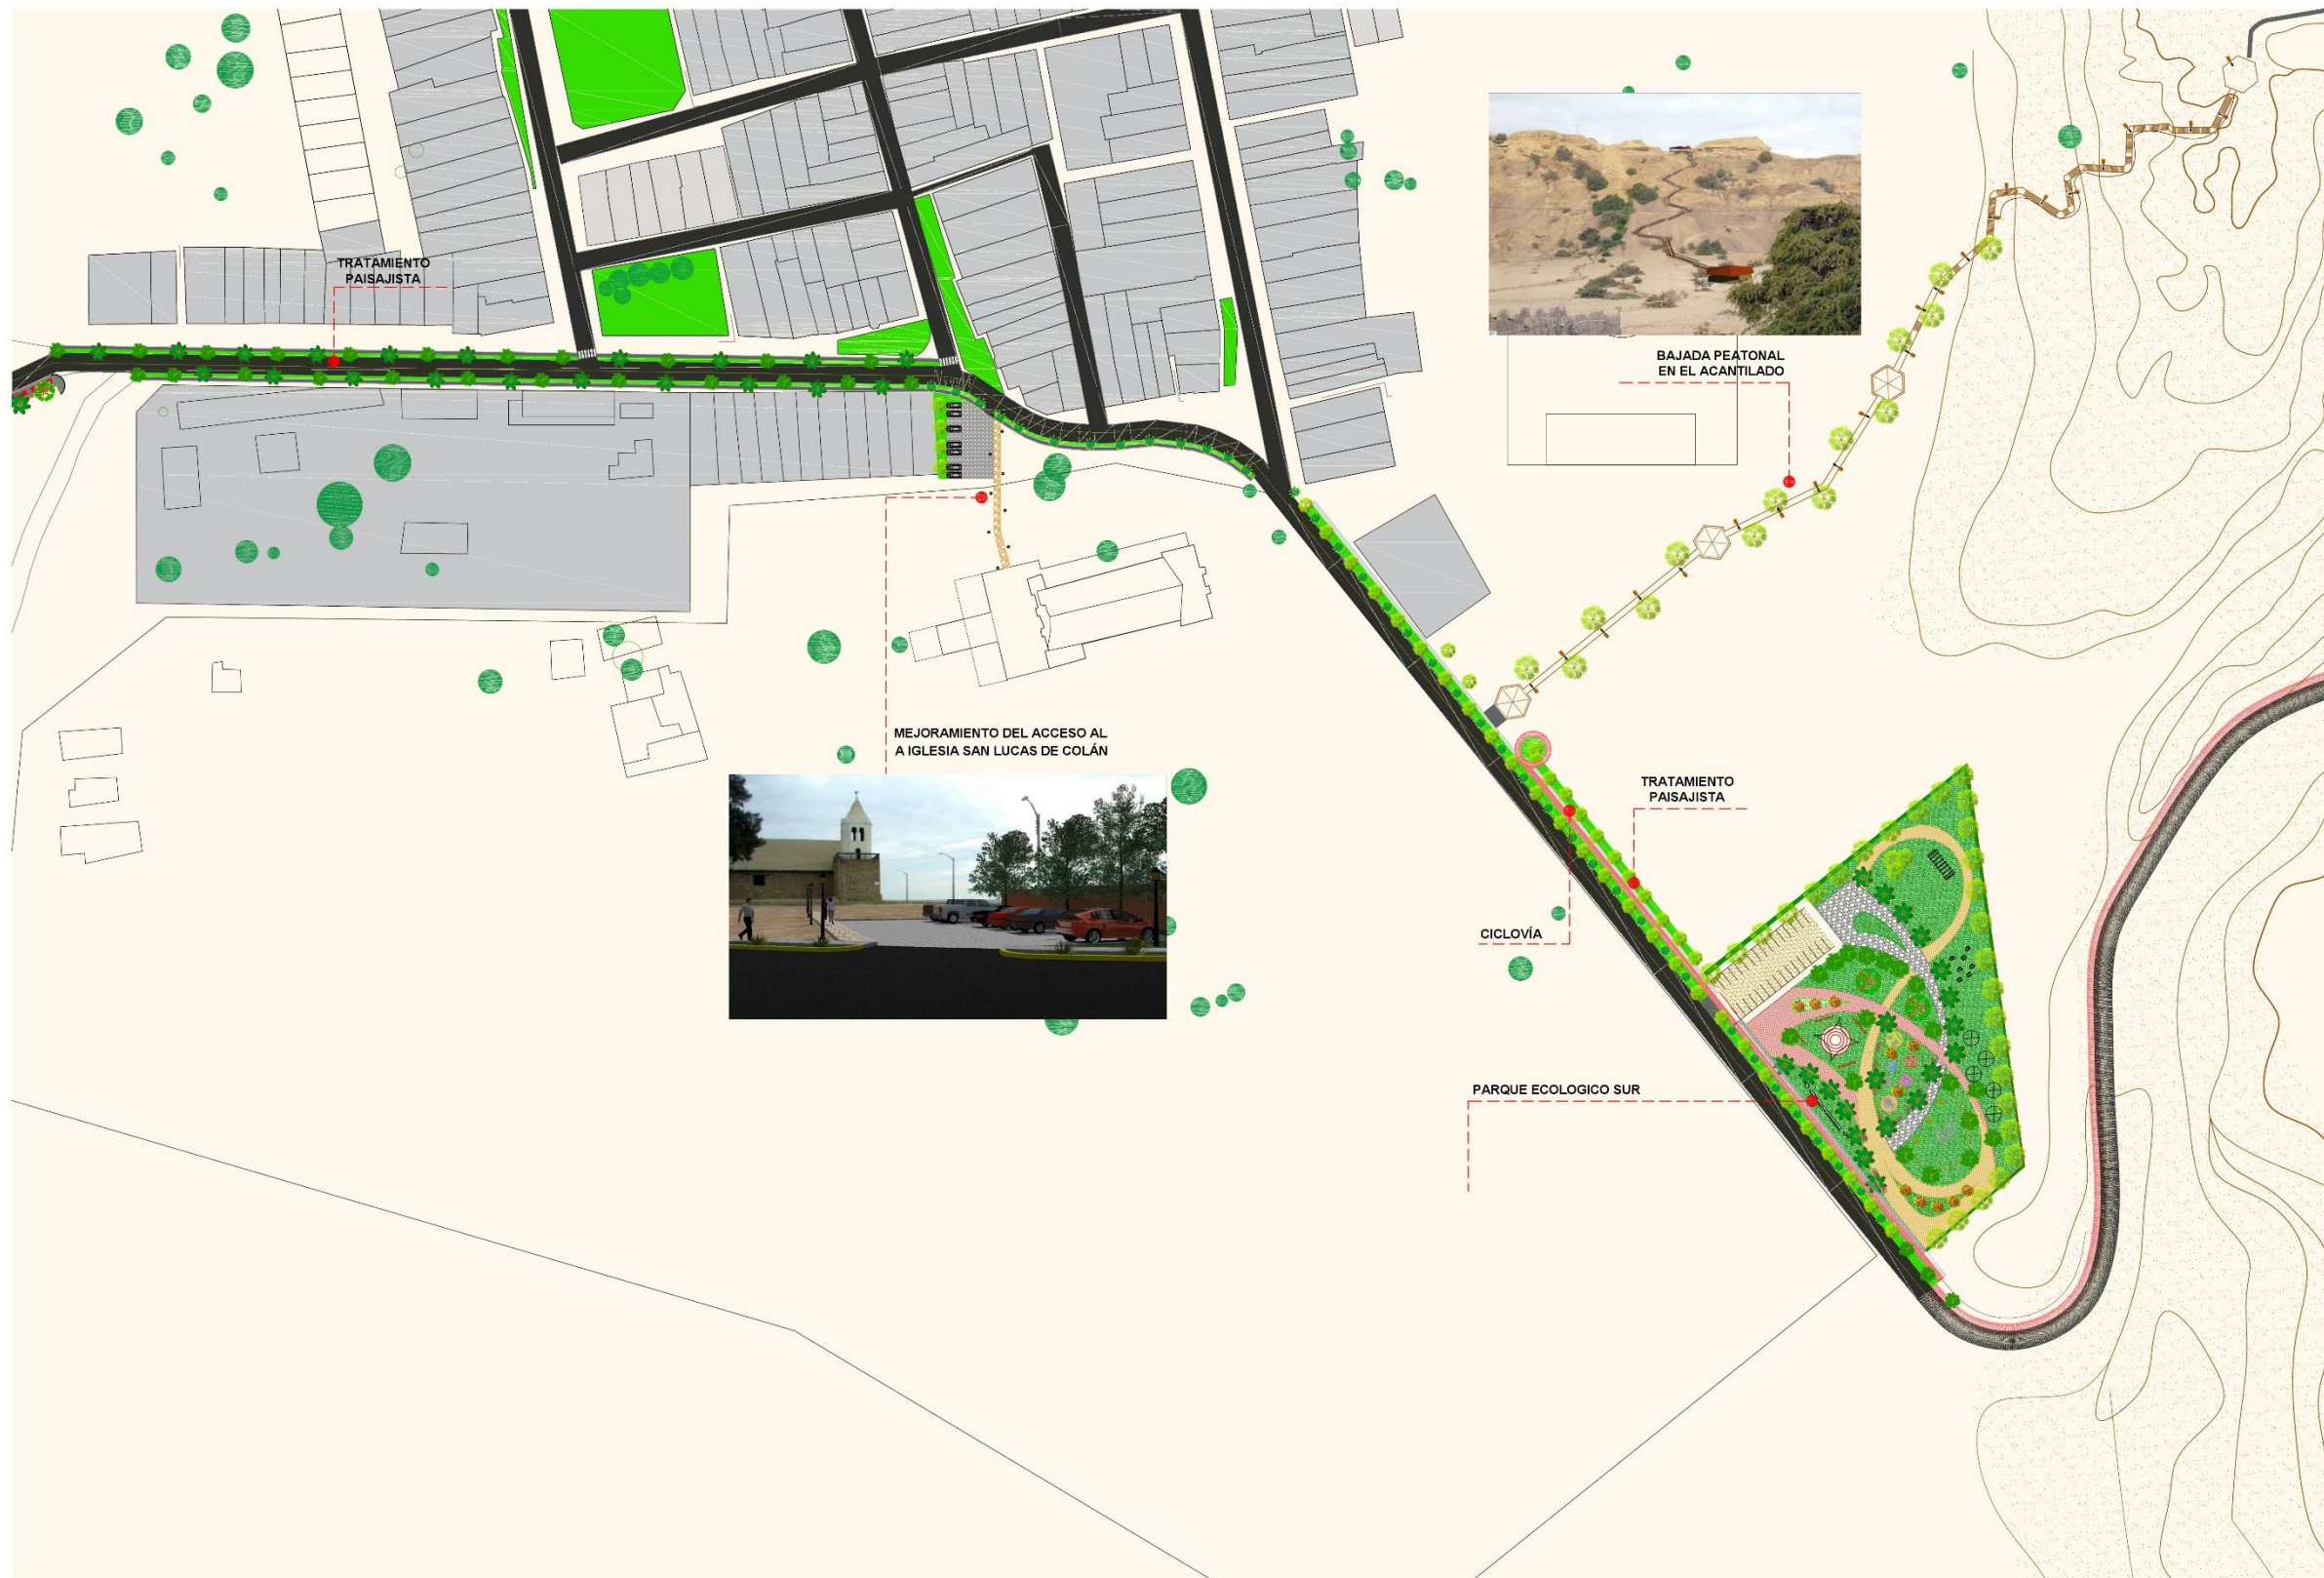 TRATAMIENTO
PAISAJISTA
BAJADA PEATONAL
EN EL ACANTILADO
MEJORAMIENTO DEL ACCESO AL
A IGLESIA SAN LUCAS DE COLÁN
TRATAMIENTO
PAISAJISTA
CICLOVÍA
PARQUE ECOLOGICO SUR